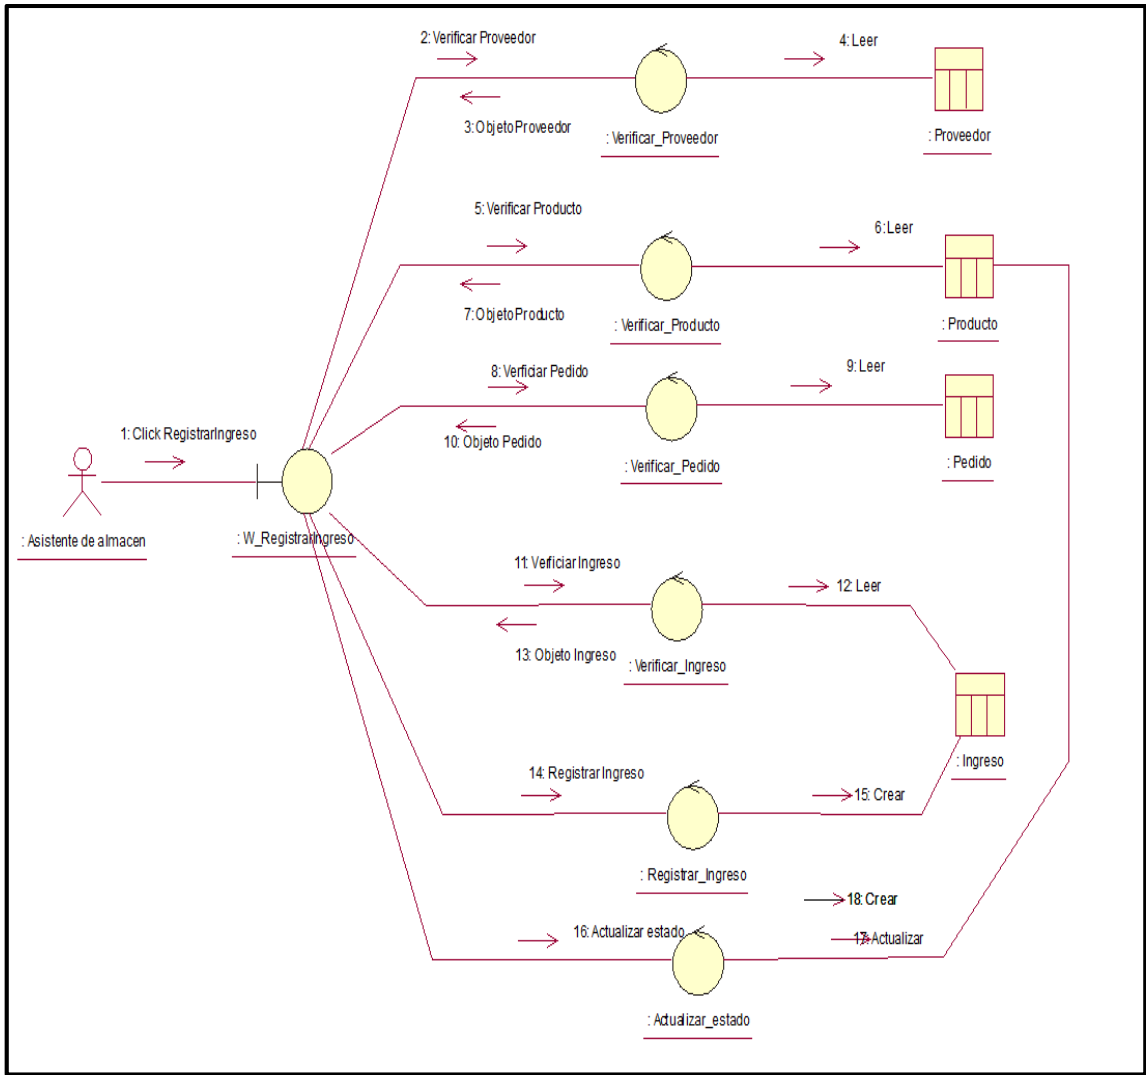 2: Verificar Proveedor
4: Leer
3: ObjetoProveedor
: Verificar_Proveedor
: Proveedor
5: Verificar Producto
6: Leer
7: ObjetoProducto
: Verificar_Producto
: Producto
8: Verficiar Pedido
9: Leer
10: Objeto Pedido
: Verificar_Pedido
: Pedido
1: Click RegistrarIngreso
: Asistente de almacen
: W_RegistrarIngreso
11: Verficiar Ingreso
12: Leer
13: Objeto Ingreso
: Verificar_Ingreso
: Ingreso
14: Registrar Ingreso
15: Crear
: Registrar_Ingreso
18: Crear
16: Actualizar estado
17: Actualizar
: Actualizar_estado